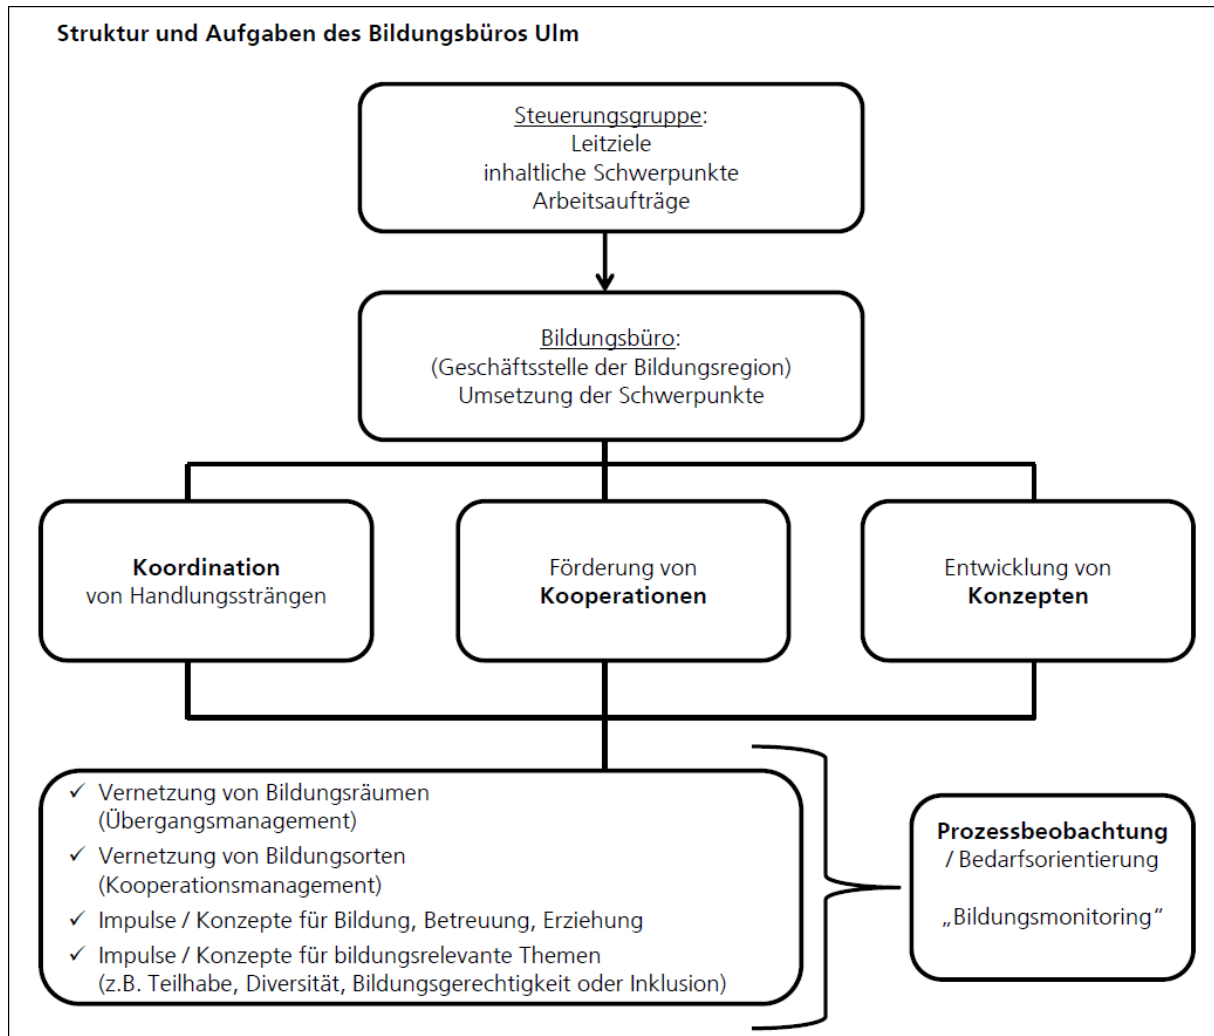 Struktur und Aufgaben des Bildungsbüros Ulm
Steuerungsgruppe:
Leitziele
inhaltliche Schwerpunkte
Arbeitsaufträge
Bildungsbüro:
(Geschäftsstelle der Bildungsregion)
Umsetzung der Schwerpunkte
Koordination
von Handlungssträngen
Förderung von
Kooperationen
Entwicklung von
Konzepten
✓ Vernetzung von Bildungsräumen
(Übergangsmanagement)
✓ Vernetzung von Bildungsorten
(Kooperationsmanagement)
✓ Impulse / Konzepte für Bildung, Betreuung, Erziehung
✓ Impulse / Konzepte für bildungsrelevante Themen
(z.B. Teilhabe, Diversität, Bildungsgerechtigkeit oder Inklusion)
Prozessbeobachtung
/ Bedarfsorientierung
„Bildungsmonitoring“